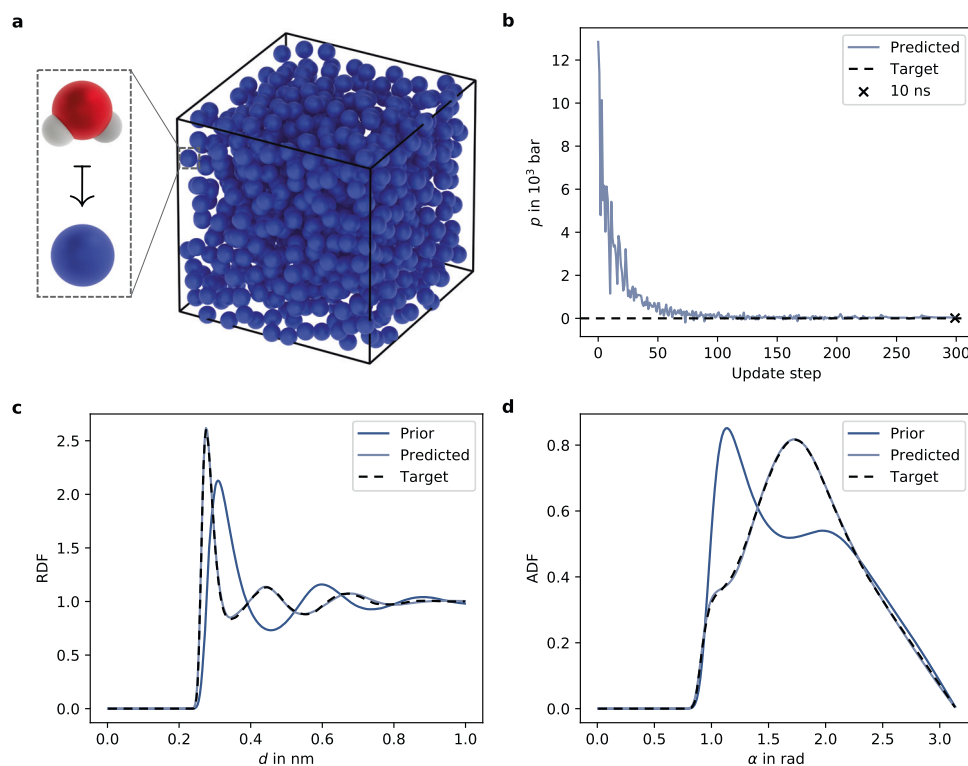 a
b
Predicted
Target
10 ns
12
10
8
6
4
2
0
p in 10³ bar
0 50 100 150 200 250 300
Update step
c
Prior
Predicted
Target
2.5
2.0
1.5
1.0
0.5
0.0
RDF
0.0 0.2 0.4 0.6 0.8 1.0
d in nm
d
Prior
Predicted
Target
0.8
0.6
0.4
0.2
0.0
ADF
0.0 0.5 1.0 1.5 2.0 2.5 3.0
α in rad